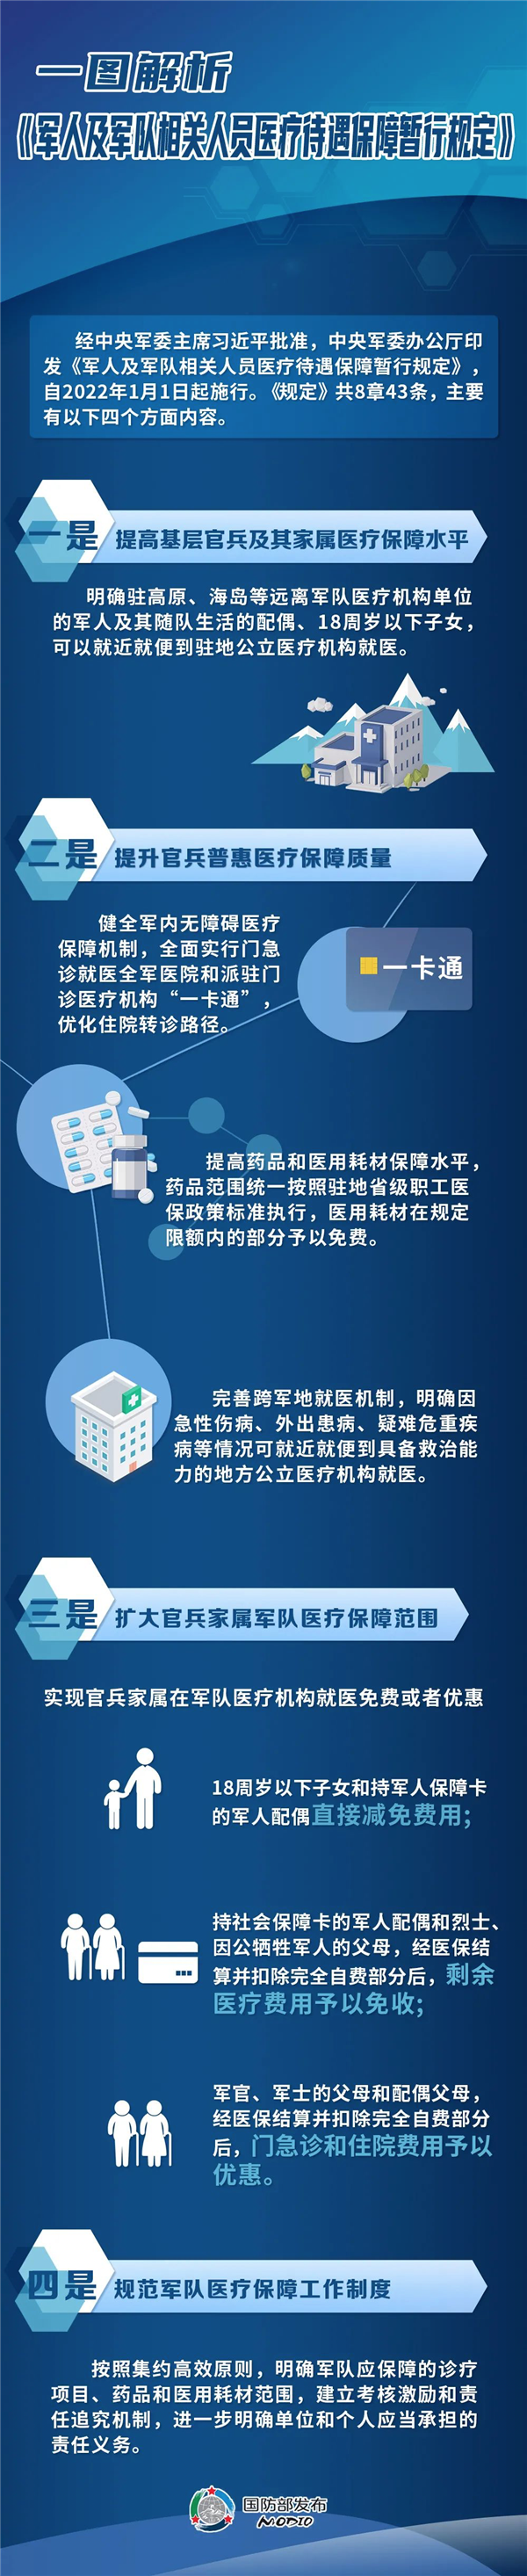 一图解析
《军人及军队相关人员医疗待遇保障暂行规定》
经中央军委主席习近平批准，中央军委办公厅印
发《军人及军队相关人员医疗待遇保障暂行规定》，
自2022年1月1日起施行。《规定》共8章43条，主要
有以下四个方面内容。
一是 提高基层官兵及其家属医疗保障水平
明确驻高原、海岛等远离军队医疗机构单位
的军人及其随队生活的配偶、18周岁以下子女，
可以就近就便到驻地公立医疗机构就医。
二是 提升官兵普惠医疗保障质量
健全军内无障碍医疗
保障机制，全面实行门急
诊就医全军医院和派驻门
诊医疗机构“一卡通”，
优化住院转诊路径。
一卡通
提高药品和医用耗材保障水平，
药品范围统一按照驻地省级职工医
保政策标准执行，医用耗材在规定
限额内的部分予以免费。
完善跨军地就医机制，明确因
急性伤病、外出患病、疑难危重疾
病等情况可就近就便到具备救治能
力的地方公立医疗机构就医。
三是 扩大官兵家属军队医疗保障范围
实现官兵家属在军队医疗机构就医免费或者优惠
18周岁以下子女和持军人保障卡
的军人配偶直接减免费用;
持社会保障卡的军人配偶和烈士、
因公牺牲军人的父母，经医保结
算并扣除完全自费部分后，剩余
医疗费用予以免收;
军官、军士的父母和配偶父母，
经医保结算并扣除完全自费部分
后，门急诊和住院费用予以
优惠。
四是 规范军队医疗保障工作制度
按照集约高效原则，明确军队应保障的诊疗
项目、药品和医用耗材范围，建立考核激励和责
任追究机制，进一步明确单位和个人应当承担的
责任义务。
国防部发布
MODIO